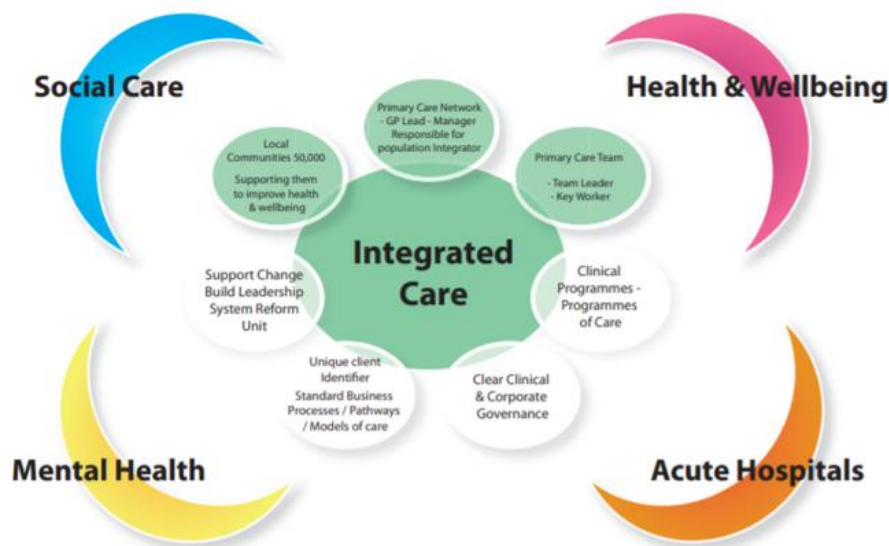 Social Care
Health & Wellbeing
Primary Care Network
- GP Lead - Manager
Responsible for
population Integrator
Local
Communities 50,000
Supporting them
to improve health
& wellbeing
Primary Care Team
- Team Leader
- Key Worker
Integrated
Care
Support Change
Build Leadership
System Reform
Unit
Clinical
Programmes -
Programmes
of Care
Unique client
Identifier
Standard Business
Processes / Pathways
/ Models of care
Clear Clinical
& Corporate
Governance
Mental Health
Acute Hospitals